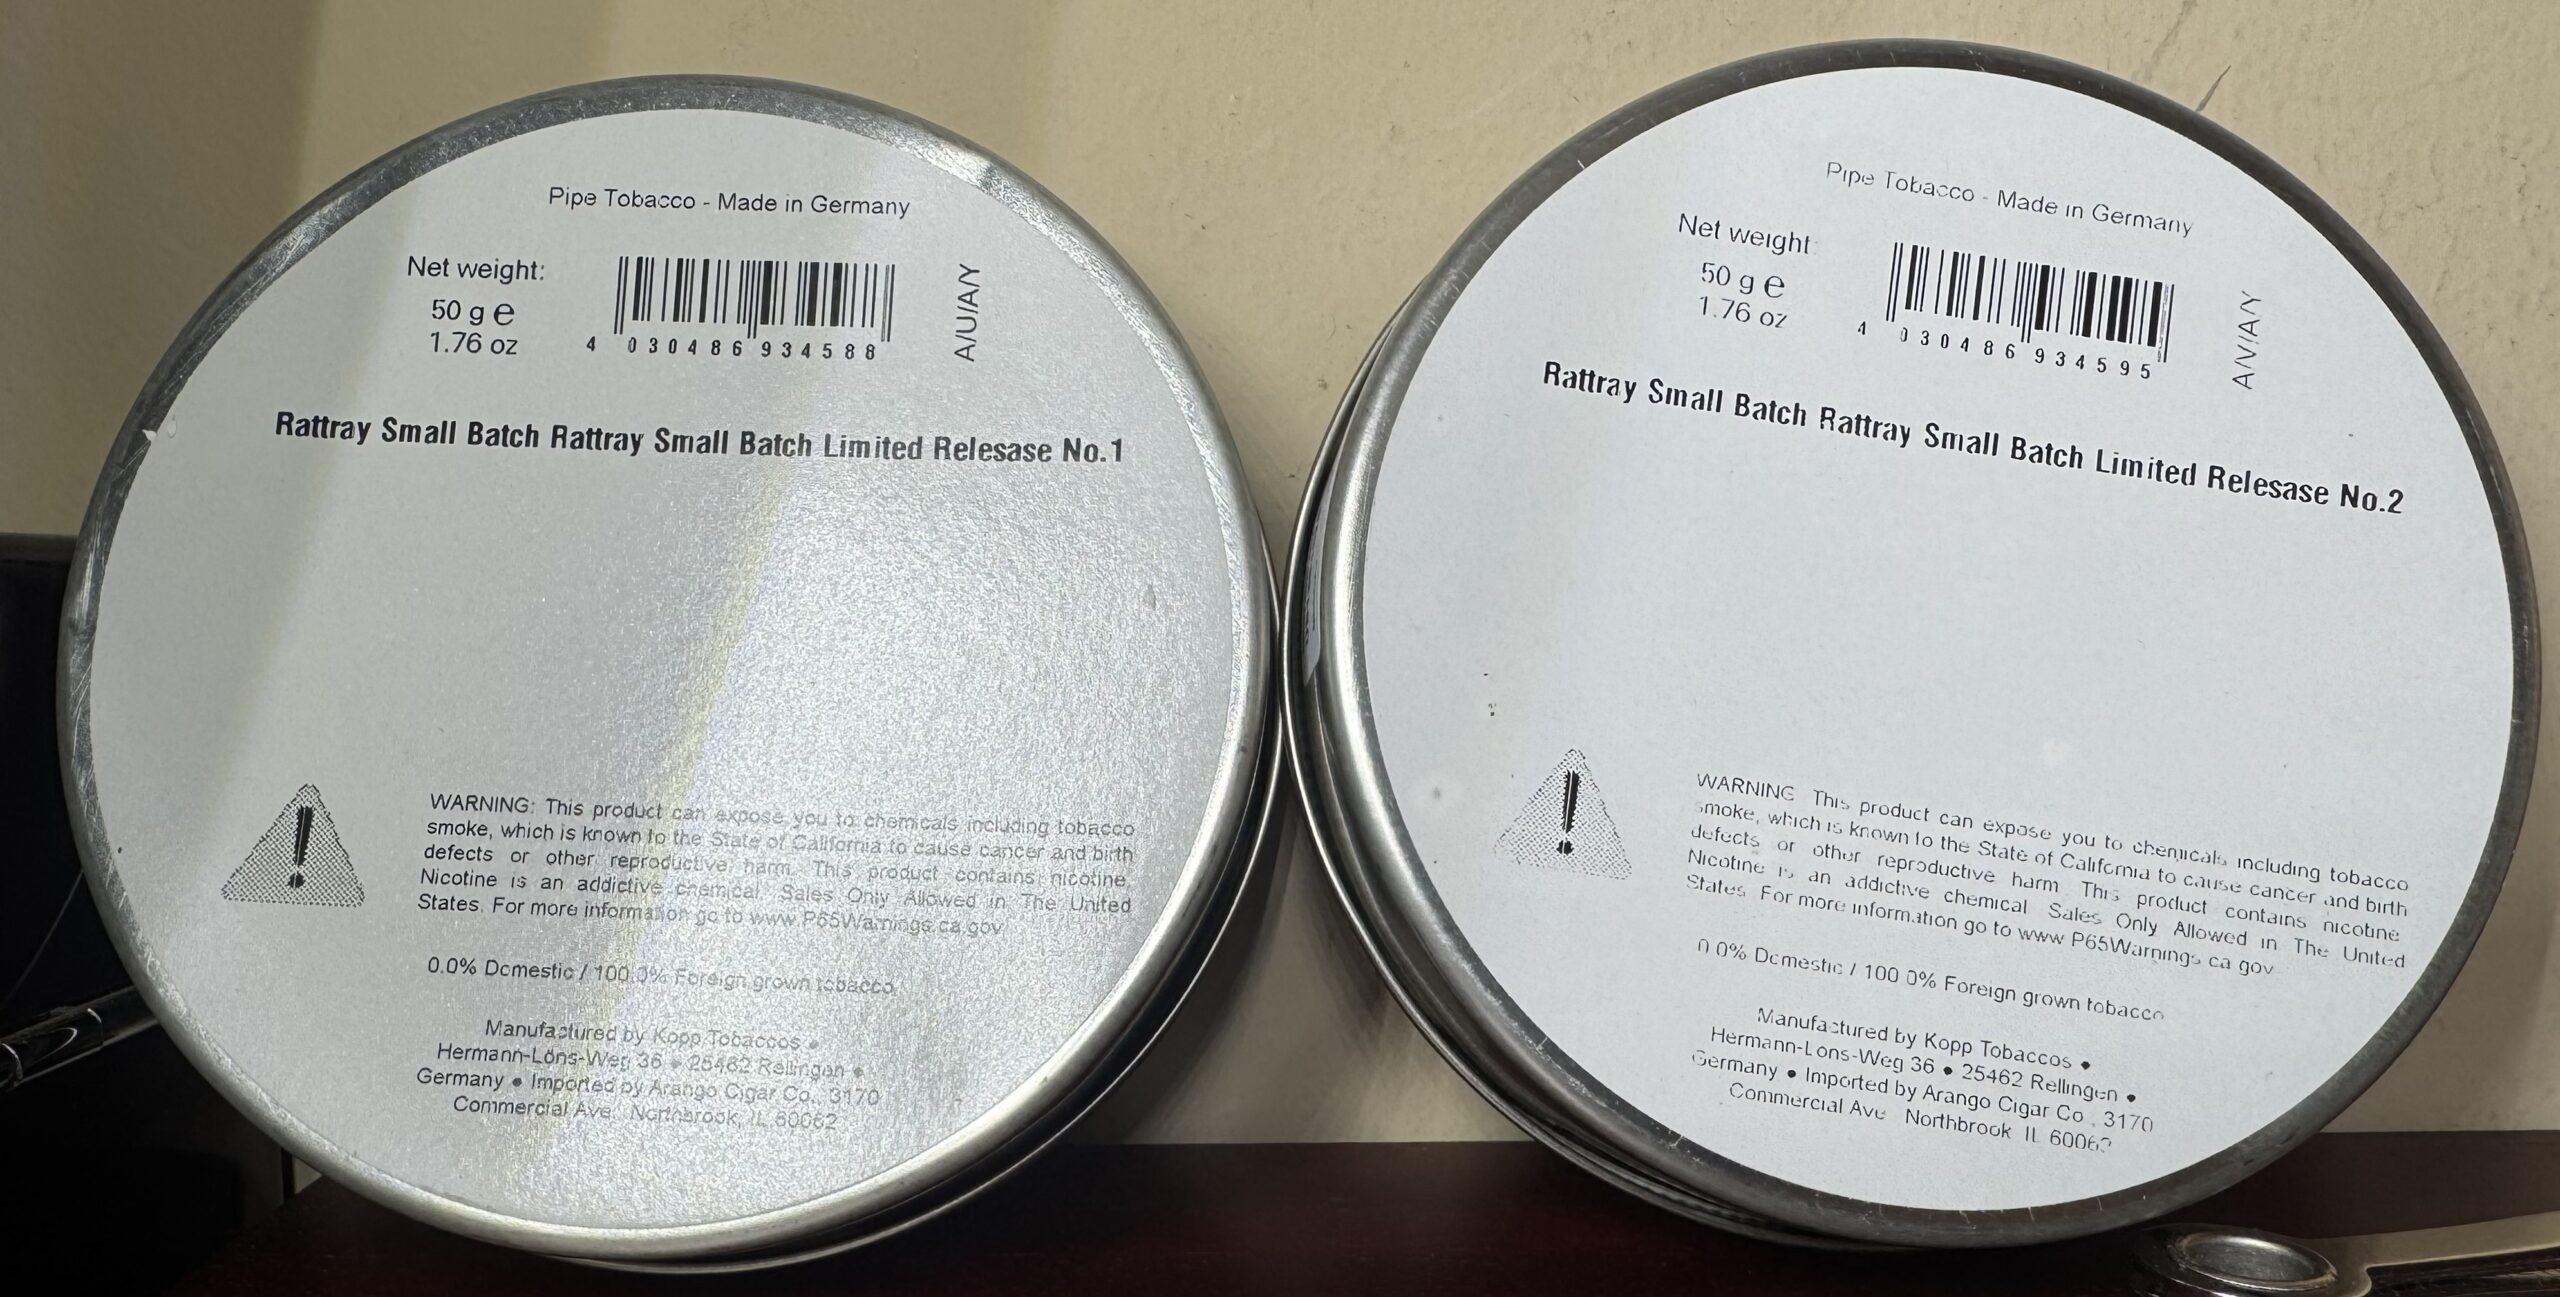 Pipe Tobacco - Made in Germany
Net weight:
50 g e
1.76 oz
4 030486 934588
A/U/A/Y
Rattray Small Batch Rattray Small Batch Limited Relesase No.1
WARNING: This product can expose you to chemicals including tobacco
smoke, which is known to the State of California to cause cancer and birth
defects or other reproductive harm. This product contains nicotine.
Nicotine is an addictive chemical. Sales Only Allowed in The United
States. For more information go to www.P65Warnings.ca.gov
0.0% Domestic / 100.0% Foreign grown tobacco
Manufactured by Kopp Tobaccos •
Hermann-Löns-Weg 36 • 25462 Rellingen •
Germany • Imported by Arango Cigar Co., 3170
Commercial Ave. Northbrook, IL 60062
Pipe Tobacco - Made in Germany
Net weight
50 g e
1.76 oz
4 030486 934595
A/V/A/Y
Rattray Small Batch Rattray Small Batch Limited Relesase No.2
WARNING This product can expose you to chemicals including tobacco
smoke, which is known to the State of California to cause cancer and birth
defects or other reproductive harm This product contains nicotine
Nicotine is an addictive chemical Sales Only Allowed in The United
States For more information go to www P65Warnings ca gov
0 0% Domestic / 100 0% Foreign grown tobacco
Manufactured by Kopp Tobaccos •
Hermann-Lons-Weg 36 • 25462 Rellingen •
Germany • Imported by Arango Cigar Co , 3170
Commercial Ave Northbrook IL 60062